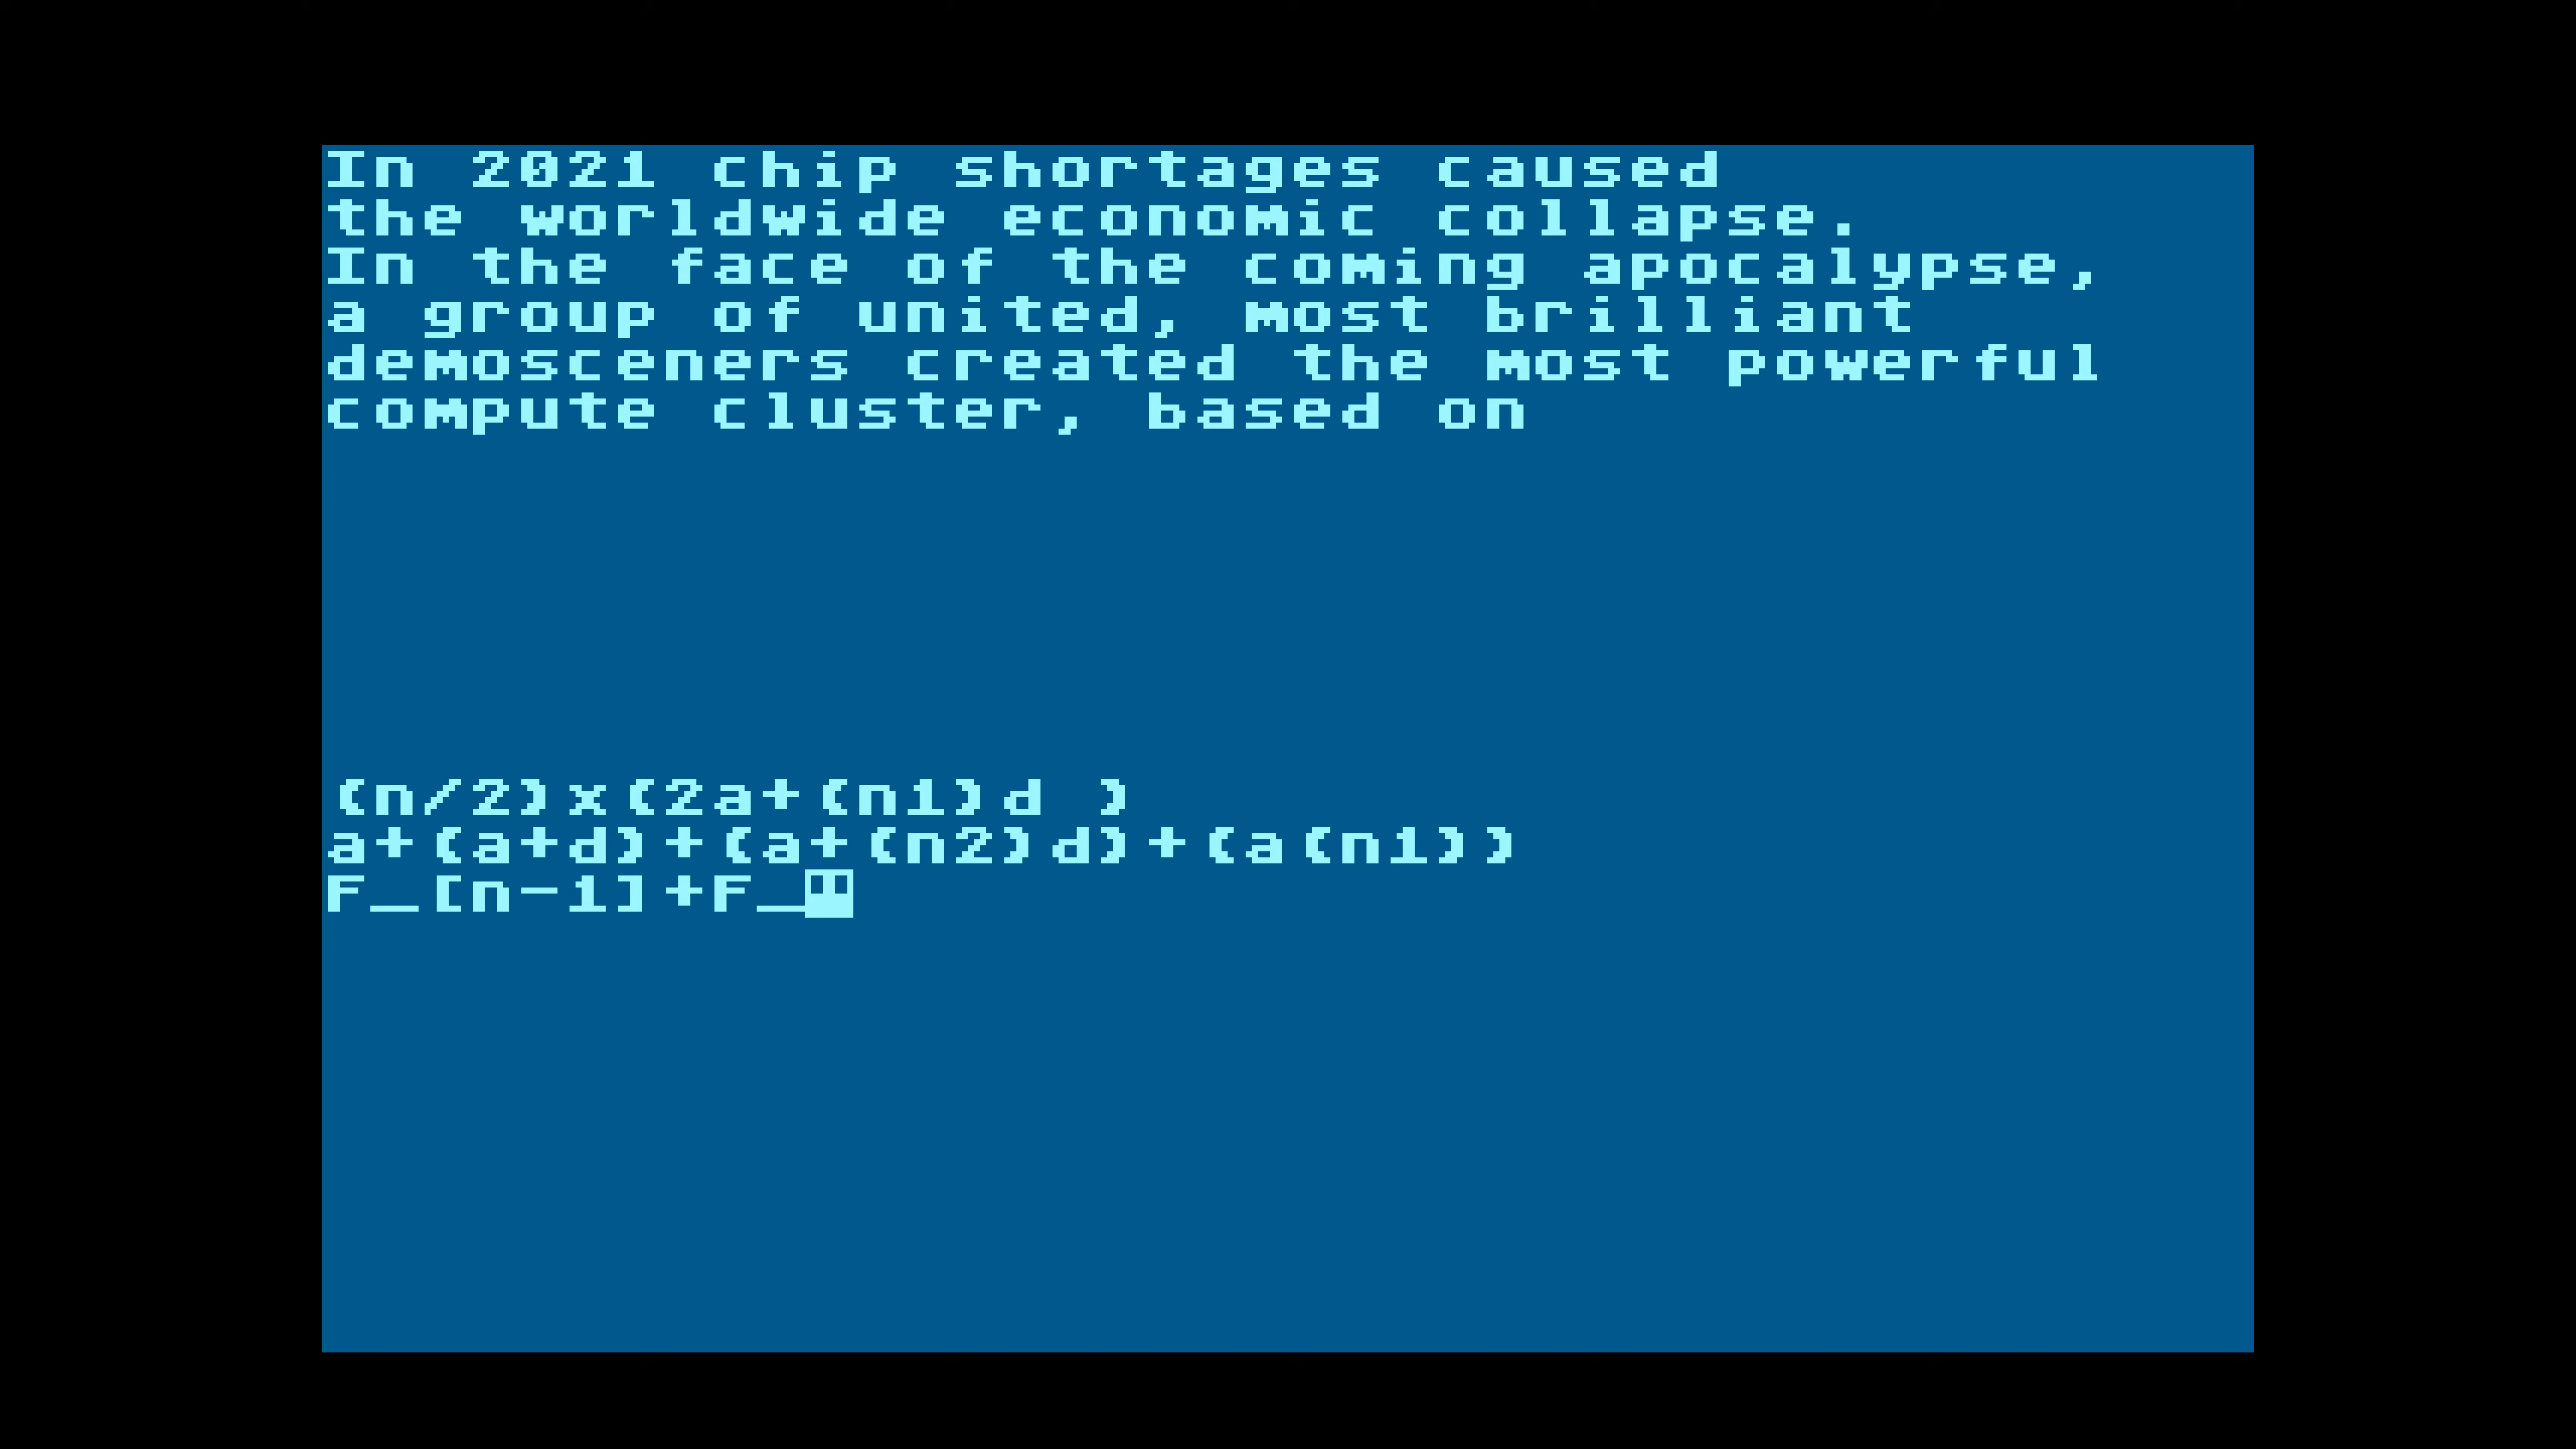 In 2021 chip shortages caused
the worldwide economic collapse.
In the face of the coming apocalypse,
a group of united, most brilliant
demosceners created the most powerful
compute cluster, based on
(n/2)x(2a+(n1)d )
a+(a+d)+(a+(n2)d)+(a(n1))
F_[n-1]+F_